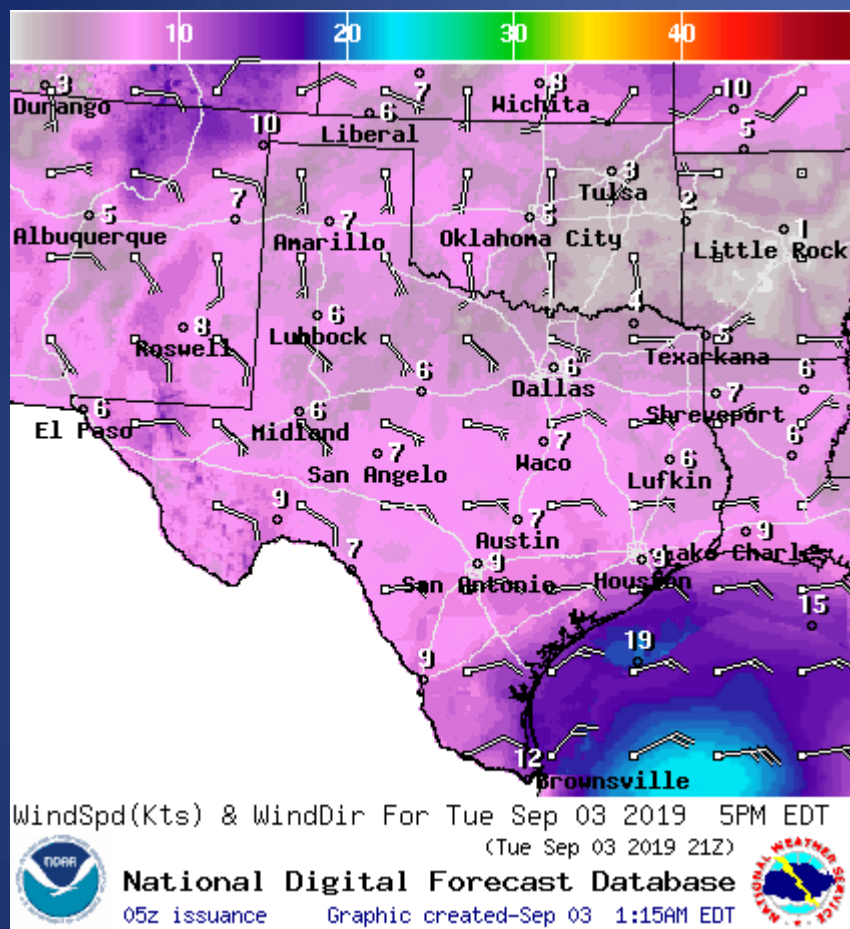 10 20 30 40
3 7 8 10
Durango Wichita
10 Liberal 6 5
3
Tulsa
5 7 7 5 2 1
Albuquerque Amarillo Oklahoma City Little Rock
8 6 4 5
Roswell Lubbock Texarkana
6 6 Dallas 7 6
6 6 Shreveport
El Paso Midland 7 7 6 6
San Angelo Waco Lufkin
9 7 9
Austin
7 9 9 Lake Charles
San Antonio Houston
15
9 19
12
Brownsville
WindSpd(Kts) & WindDir For Tue Sep 03 2019 5PM EDT
(Tue Sep 03 2019 21Z)
NOAA
National Digital Forecast Database
NATIONAL WEATHER SERVICE
05z issuance Graphic created-Sep 03 1:15AM EDT